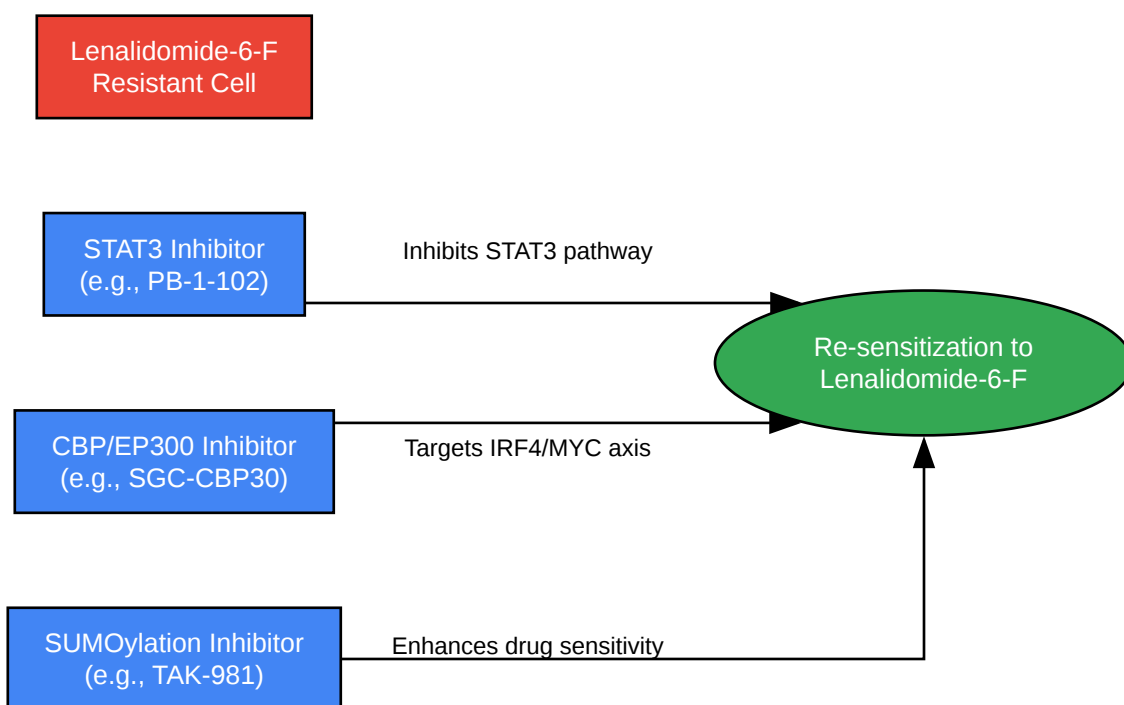 Lenalidomide-6-F
Resistant Cell
STAT3 Inhibitor
(e.g., PB-1-102)
Inhibits STAT3 pathway
Re-sensitization to
Lenalidomide-6-F
CBP/EP300 Inhibitor
(e.g., SGC-CBP30)
Targets IRF4/MYC axis
SUMOylation Inhibitor
(e.g., TAK-981)
Enhances drug sensitivity